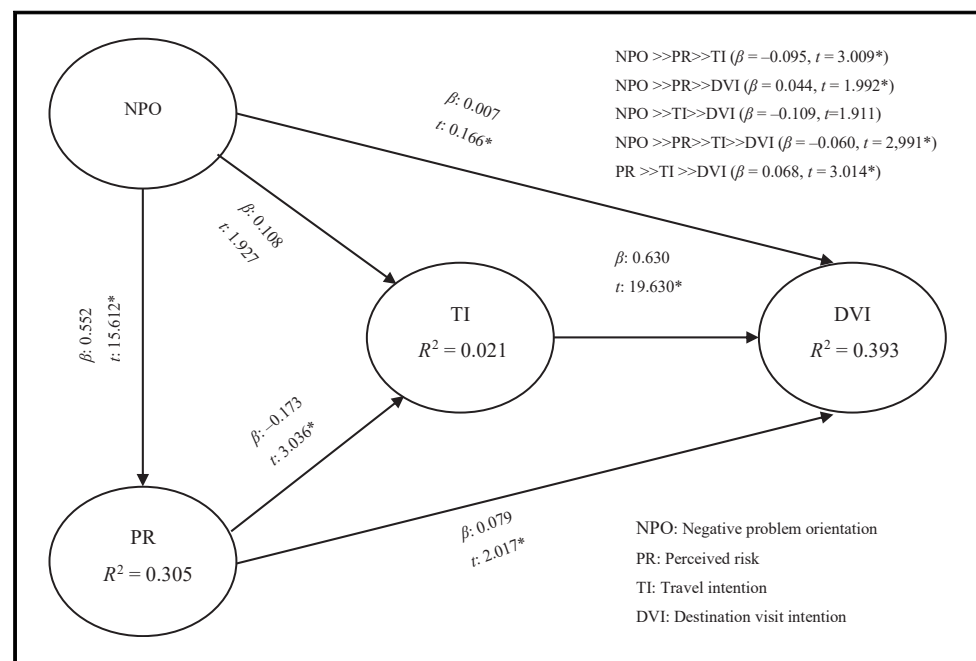 NPO >>PR>>TI (β = –0.095, t = 3.009*)
NPO >>PR>>DVI (β = 0.044, t = 1.992*)
NPO >>TI>>DVI (β = –0.109, t=1.911)
NPO >>PR>>TI>>DVI (β = –0.060, t = 2,991*)
PR >>TI >>DVI (β = 0.068, t = 3.014*)
NPO
β: 0.007
t: 0.166*
β: 0.108
t: 1.927
β: 0.630
t: 19.630*
β: 0.552
t: 15.612*
TI
R² = 0.021
DVI
R² = 0.393
β: –0.173
t: 3.036*
β: 0.079
t: 2.017*
PR
R² = 0.305
NPO: Negative problem orientation
PR: Perceived risk
TI: Travel intention
DVI: Destination visit intention